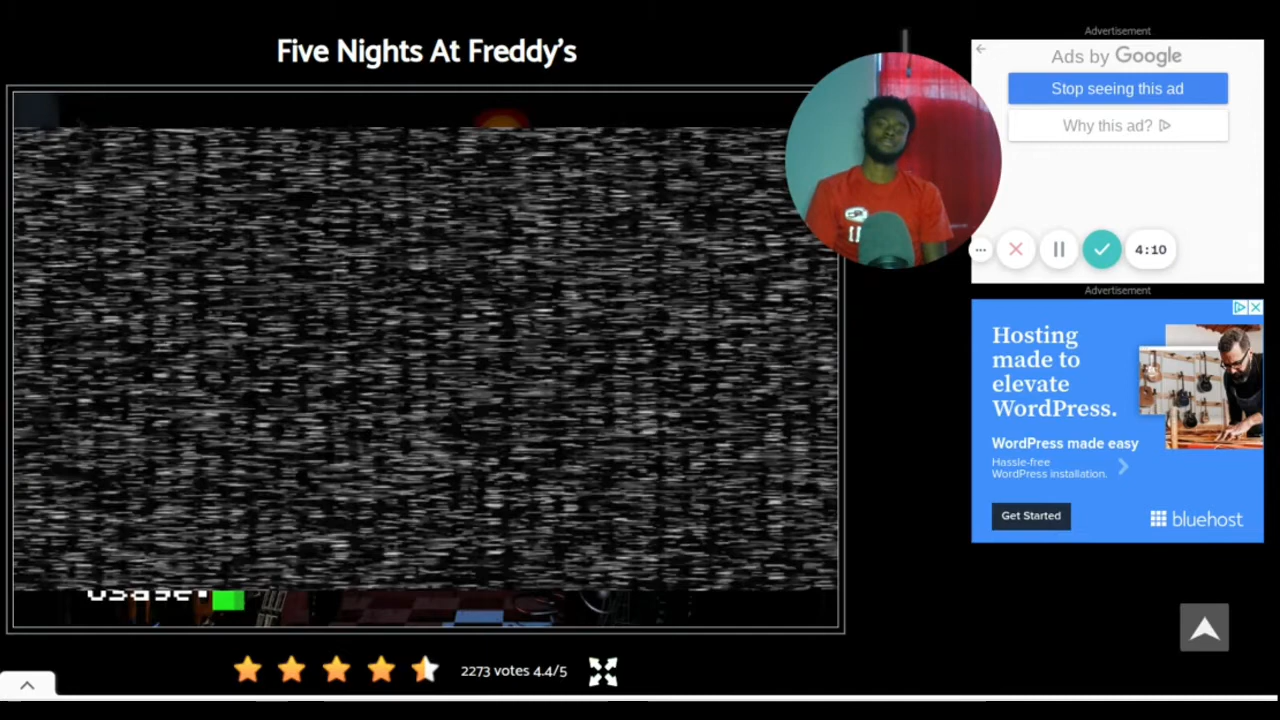 Five Nights At Freddy's
Advertisement
Ads by Google
Stop seeing this ad
Why this ad?
4:10
Advertisement
Hosting
made to
elevate
WordPress.
WordPress made easy
Hassle-free
WordPress installation.
Get Started
bluehost
Usage:
2273 votes 4.4/5